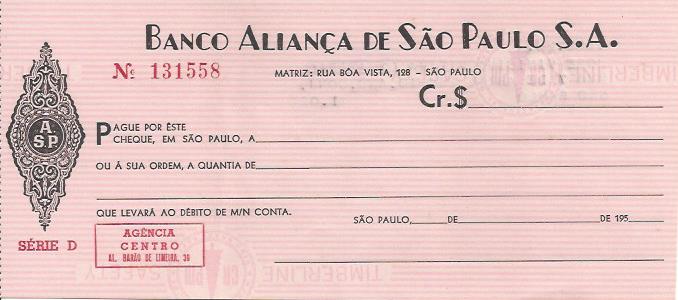 BANCO ALIANÇA DE SÃO PAULO S.A.
Nº 131558
MATRIZ: RUA BÔA VISTA, 128 - SÃO PAULO
Cr.$
A
S.P.
PAGUE POR ÊSTE
CHEQUE, EM SÃO PAULO, A
OU Á SUA ORDEM, A QUANTIA DE
QUE LEVARÁ AO DÉBITO DE M/N CONTA.
SÃO PAULO, DE DE 195
SÉRIE D
AGÊNCIA
CENTRO
AL. BARÃO DE LIMEIRA, 30
TIMBERLINE SAFETY